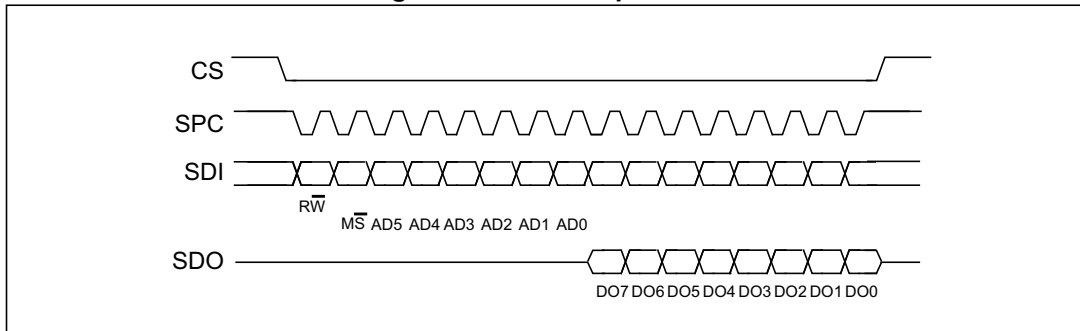 CS
SPC
SDI
RW̅
MS̅ AD5 AD4 AD3 AD2 AD1 AD0
SDO
DO7 DO6 DO5 DO4 DO3 DO2 DO1 DO0